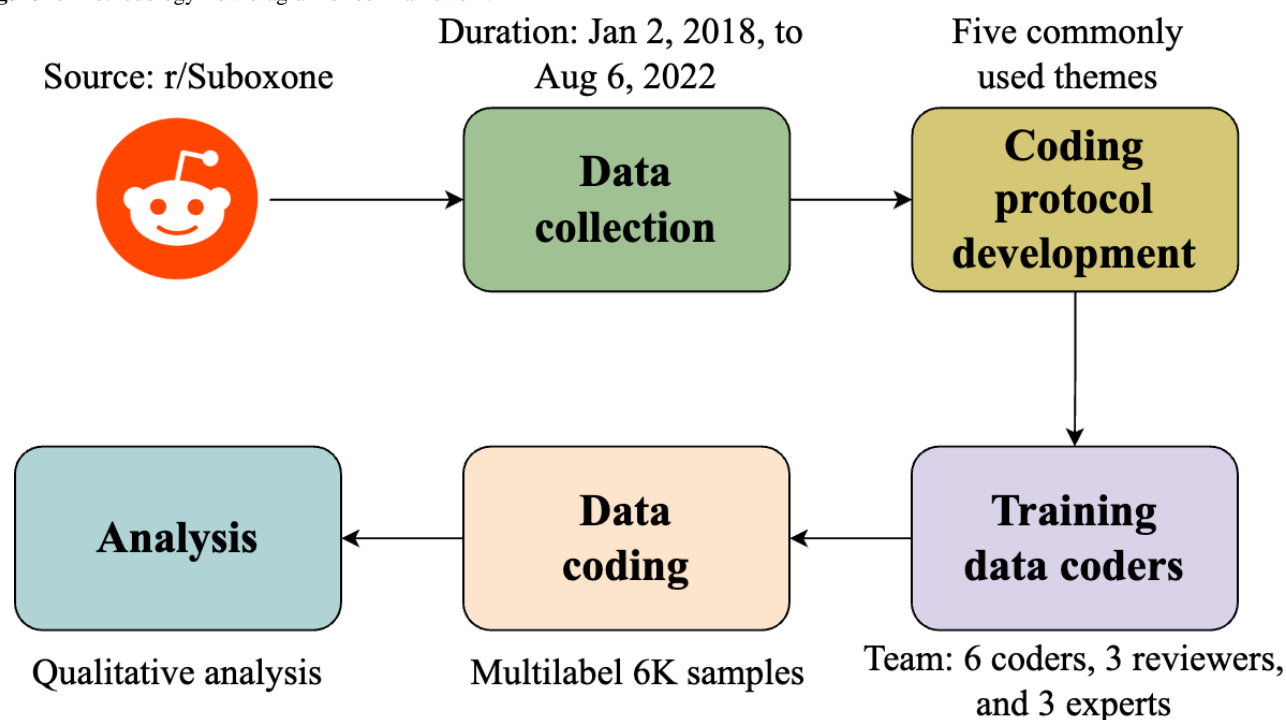 Source: r/Suboxone
Duration: Jan 2, 2018, to
Aug 6, 2022
Five commonly
used themes
Data
collection
Coding
protocol
development
Analysis
Data
coding
Training
data coders
Qualitative analysis
Multilabel 6K samples
Team: 6 coders, 3 reviewers,
and 3 experts